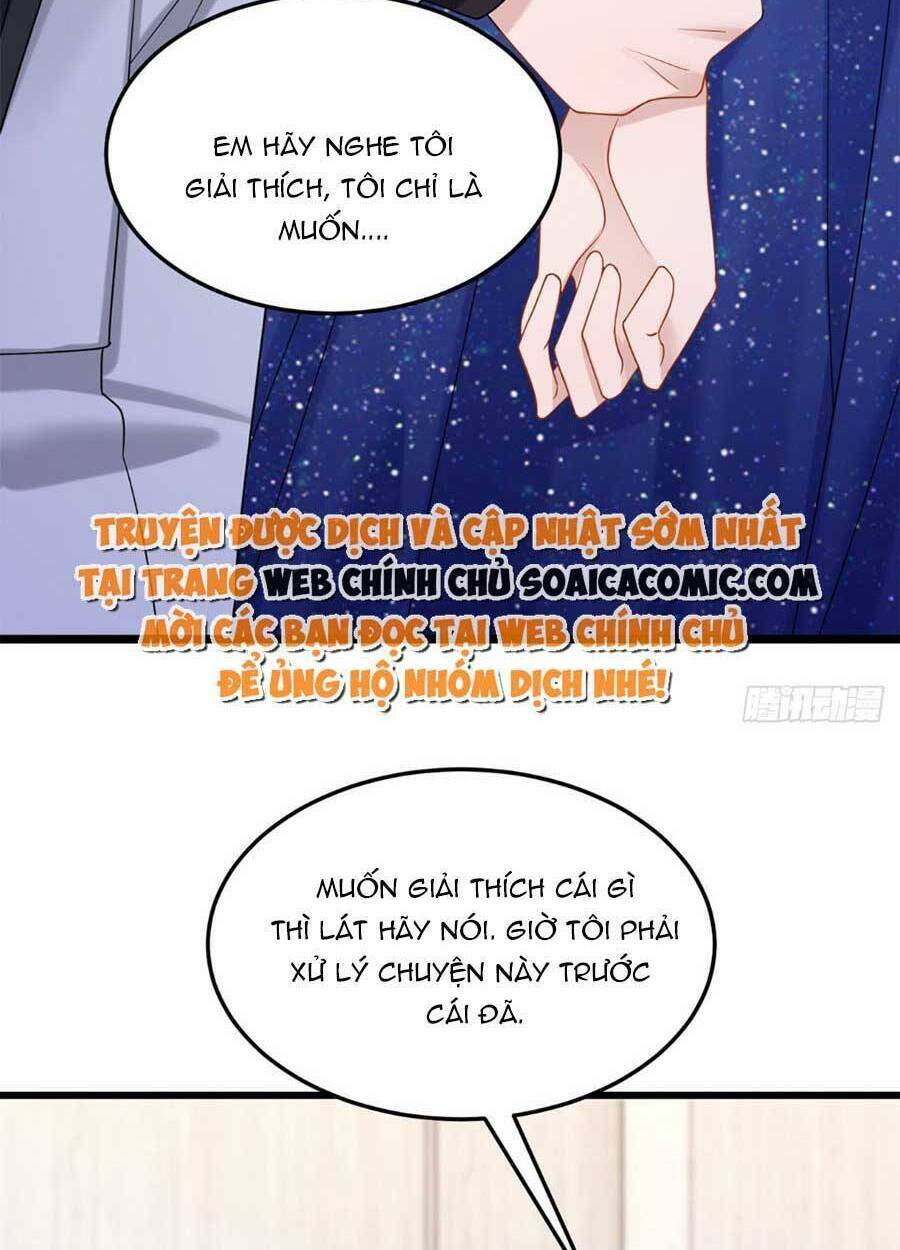 EM HÃY NGHE TÔI
GIẢI THÍCH, TÔI CHỈ LÀ
MUỐN....
TRUYỆN ĐƯỢC DỊCH VÀ CẬP NHẬT SỚM NHẤT
TẠI TRANG WEB CHÍNH CHỦ SOAICACOMIC.COM
MỜI CÁC BẠN ĐỌC TẠI WEB CHÍNH CHỦ
ĐỂ ỦNG HỘ NHÓM DỊCH NHÉ!
腾讯动漫
MUỐN GIẢI THÍCH CÁI GÌ
THÌ LÁT HÃY NÓI. GIỜ TÔI PHẢI
XỬ LÝ CHUYỆN NÀY TRƯỚC
CÁI ĐÃ.